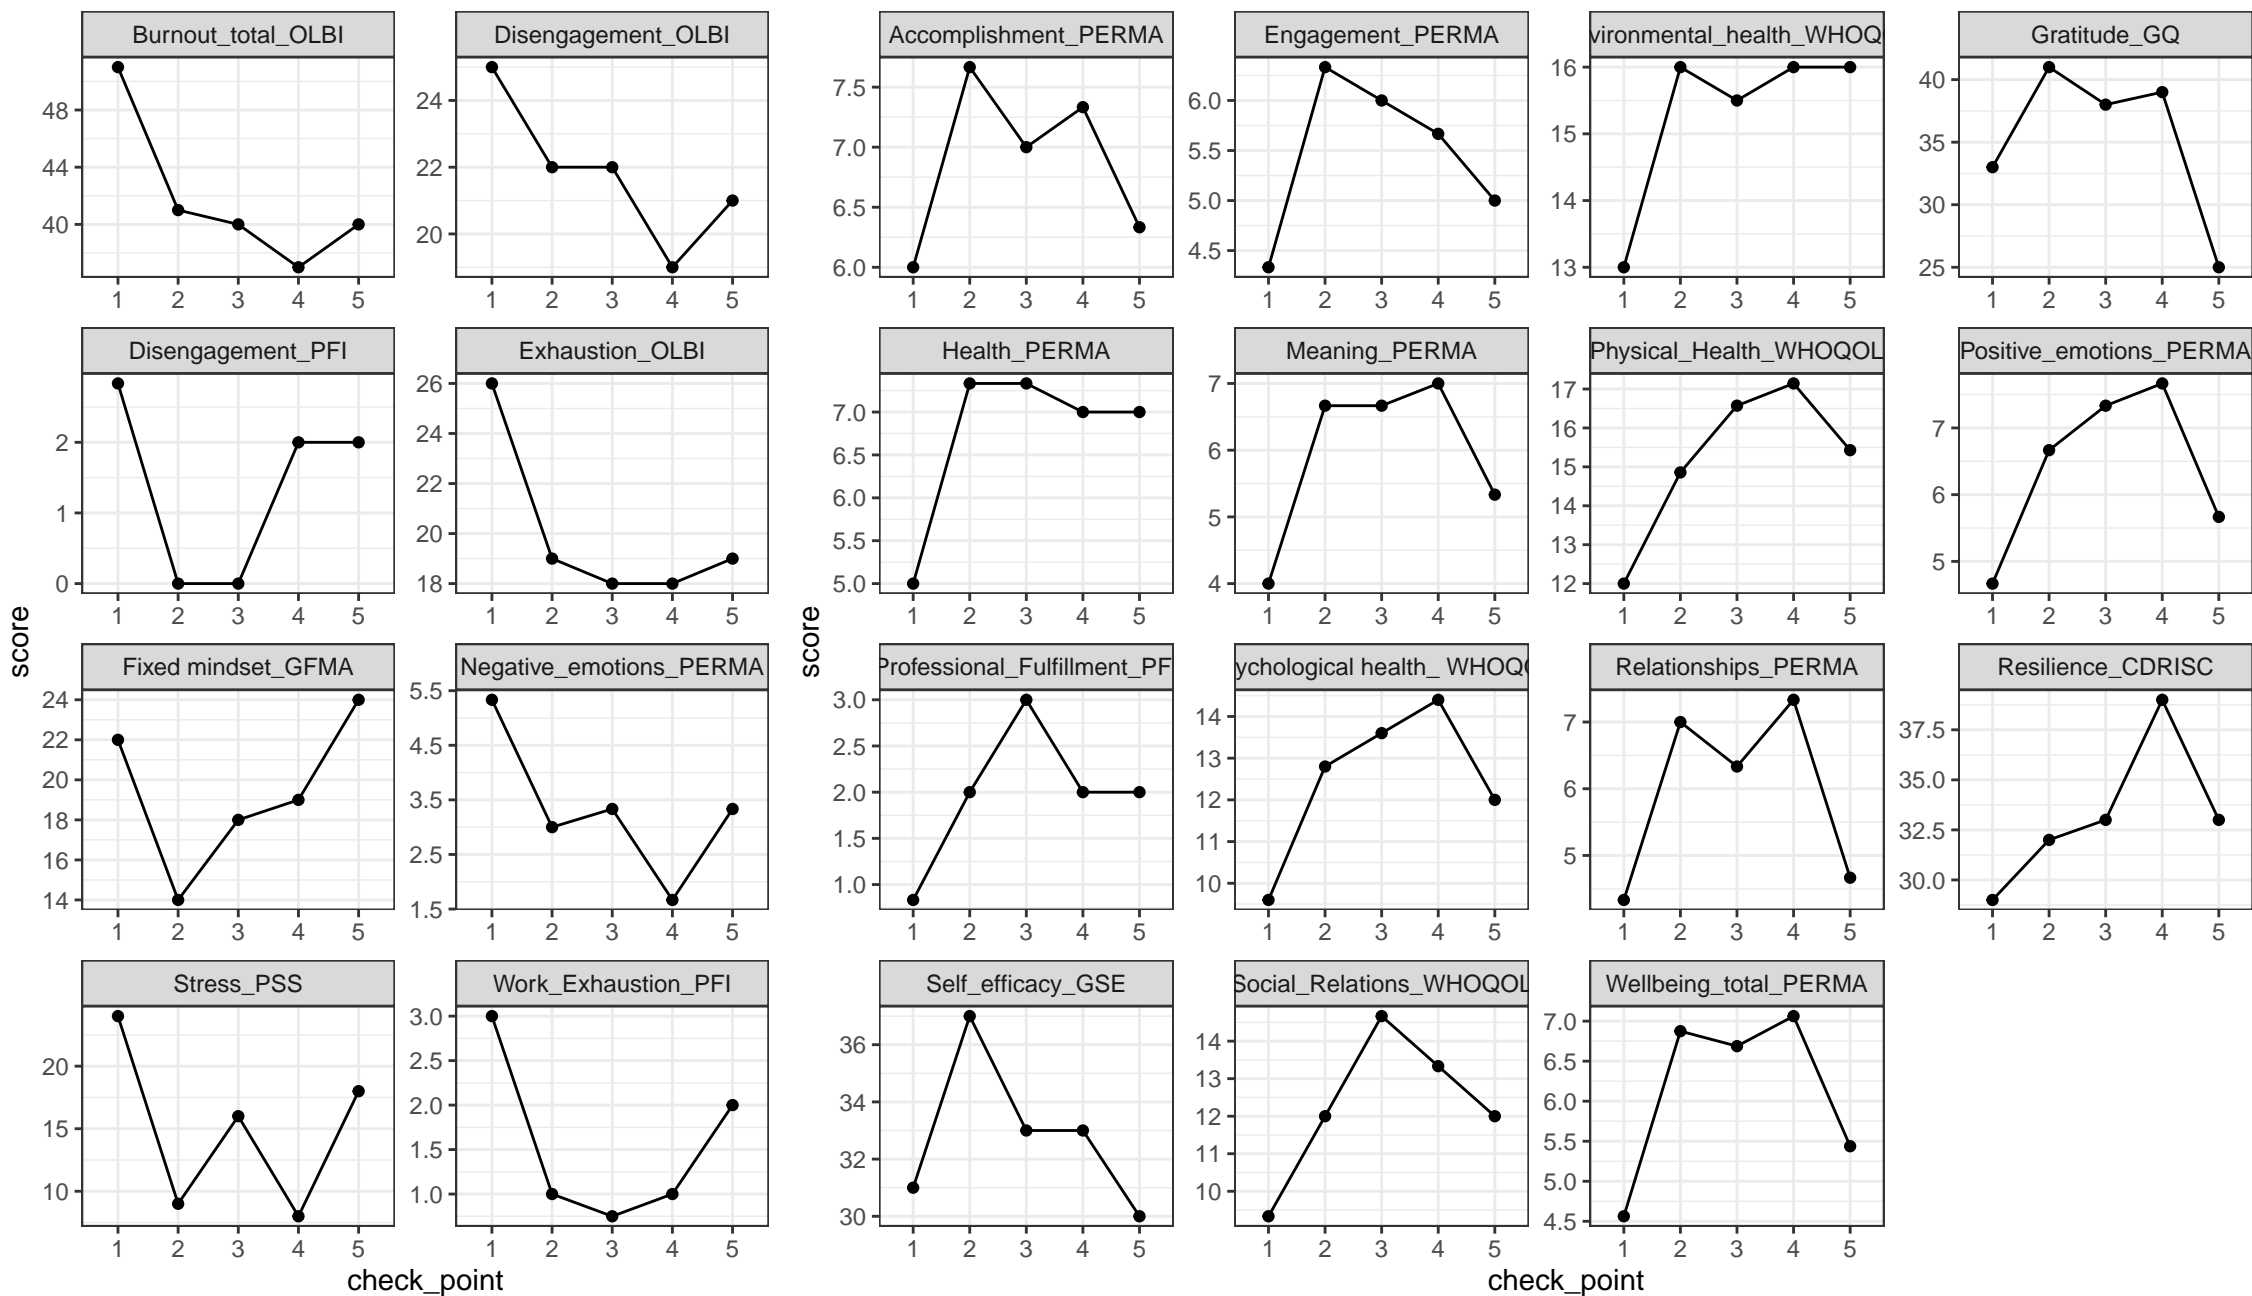 Burnout_total_OLBI
Disengagement_OLBI
Accomplishment_PERMA
Engagement_PERMA
vironmental_health_WHOQ
Gratitude_GQ
48
44
40
1 2 3 4 5
24
22
20
1 2 3 4 5
7.5
7.0
6.5
6.0
1 2 3 4 5
6.0
5.5
5.0
4.5
1 2 3 4 5
16
15
14
13
1 2 3 4 5
40
35
30
25
1 2 3 4 5
Disengagement_PFI
Exhaustion_OLBI
Health_PERMA
Meaning_PERMA
Physical_Health_WHOQOL
Positive_emotions_PERMA
2
1
0
1 2 3 4 5
26
24
22
20
18
1 2 3 4 5
7.0
6.5
6.0
5.5
5.0
1 2 3 4 5
7
6
5
4
1 2 3 4 5
17
16
15
14
13
12
1 2 3 4 5
7
6
5
1 2 3 4 5
score
score
Fixed mindset_GFMA
Negative_emotions_PERMA
Professional_Fulfillment_PF
ychological health_ WHOQ
Relationships_PERMA
Resilience_CDRISC
24
22
20
18
16
14
1 2 3 4 5
5.5
4.5
3.5
2.5
1.5
1 2 3 4 5
3.0
2.5
2.0
1.5
1.0
1 2 3 4 5
14
13
12
11
10
1 2 3 4 5
7
6
5
1 2 3 4 5
37.5
35.0
32.5
30.0
1 2 3 4 5
Stress_PSS
Work_Exhaustion_PFI
Self_efficacy_GSE
Social_Relations_WHOQOL
Wellbeing_total_PERMA
20
15
10
1 2 3 4 5
3.0
2.5
2.0
1.5
1.0
1 2 3 4 5
36
34
32
30
1 2 3 4 5
14
13
12
11
10
1 2 3 4 5
7.0
6.5
6.0
5.5
5.0
4.5
1 2 3 4 5
check_point
check_point